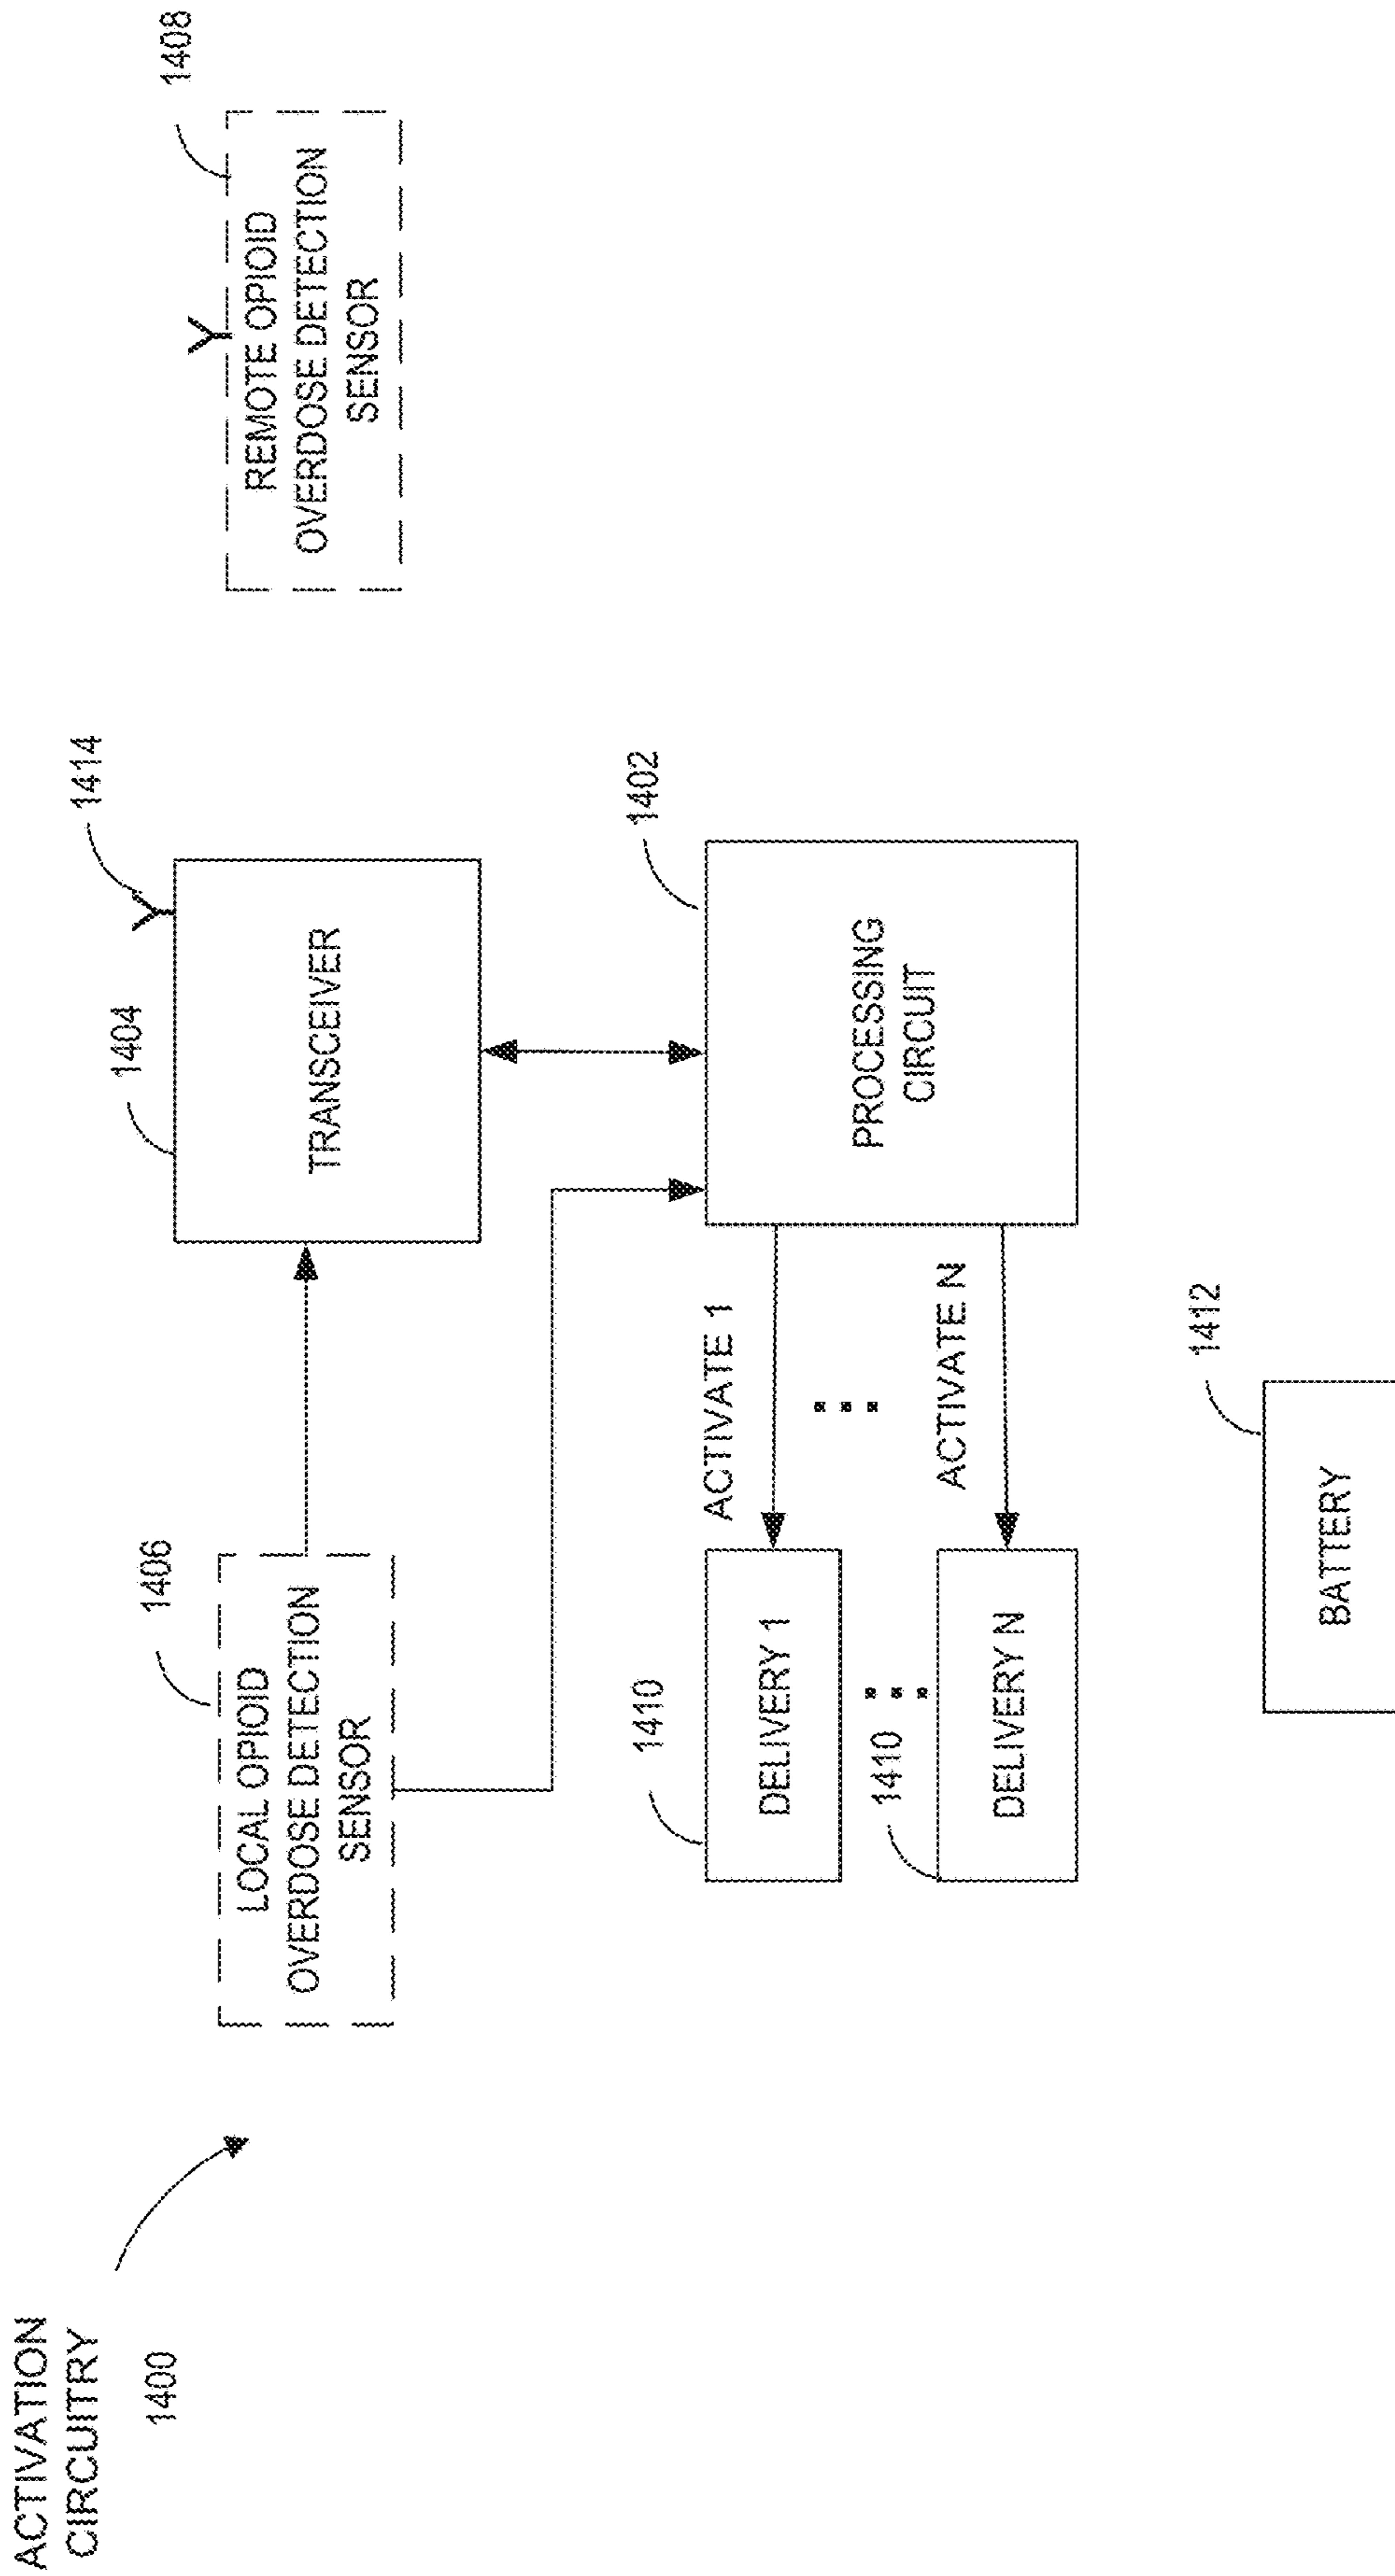 ACTIVATION
CIRCUITRY
1400
1406
LOCAL OPIOID
OVERDOSE DETECTION
SENSOR
1404
1414
TRANSCEIVER
1408
REMOTE OPIOID
OVERDOSE DETECTION
SENSOR
1402
PROCESSING
CIRCUIT
ACTIVATE 1
...
ACTIVATE N
1410
DELIVERY 1
...
1410
DELIVERY N
1412
BATTERY